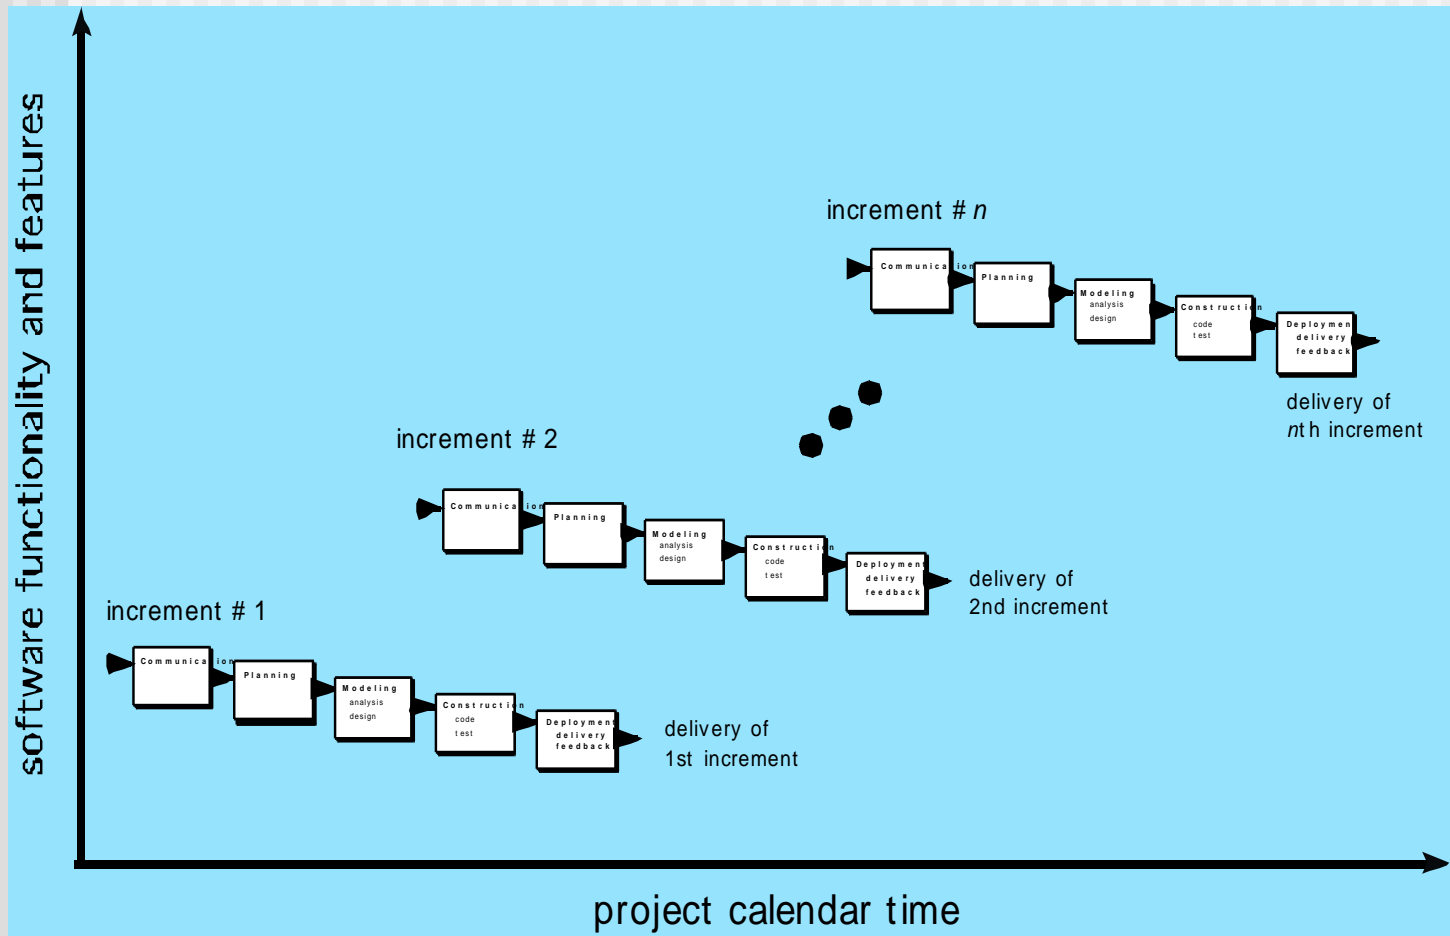 software functionality and features
increment # n
Communication
Planning
Modeling
analysis
design
Construction
code
test
Deployment
delivery
feedback
delivery of
nth increment
increment # 2
Communication
Planning
Modeling
analysis
design
Construction
code
test
Deployment
delivery
feedback
delivery of
2nd increment
increment # 1
Communication
Planning
Modeling
analysis
design
Construction
code
test
Deployment
delivery
feedback
delivery of
1st increment
project calendar time